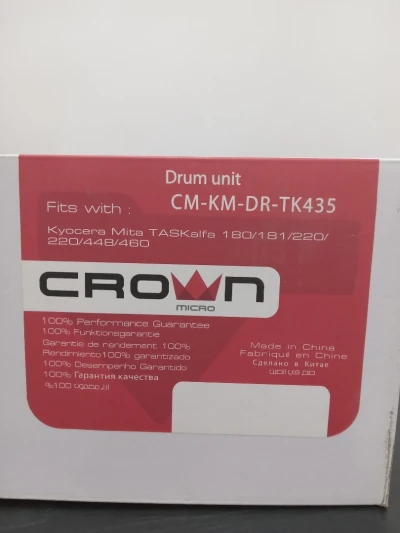 Drum unit
Fits with : CM-KM-DR-TK435
Kyocera Mita TASKalfa 180/181/220/
220/448/460
CROWN
MICRO
100% Performance Guarantee
100% Funktionsgarantie
Garantie de rendement 100%
Rendimiento100% garantizado
100% Desempenho Garantido
100% Гарантия качества
Made in China
Fabriqué en Chine
Сделано в Китае